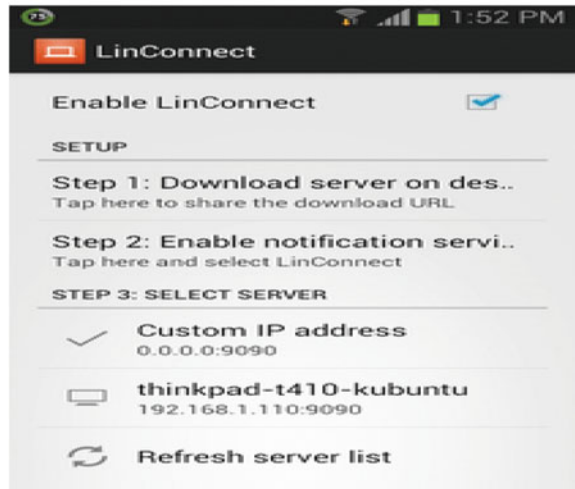 75 1:52 PM
LinConnect
Enable LinConnect
SETUP
Step 1: Download server on des..
Tap here to share the download URL
Step 2: Enable notification servi..
Tap here and select LinConnect
STEP 3: SELECT SERVER
Custom IP address
0.0.0.0:9090
thinkpad-t410-kubuntu
192.168.1.110:9090
Refresh server list